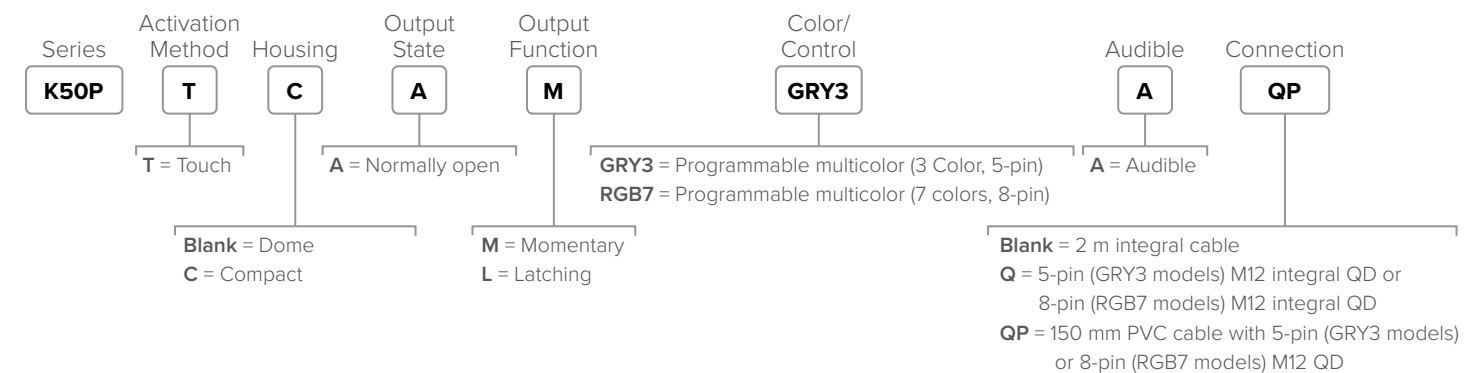 Series
Activation
Method
Housing
Output
State
Output
Function
Color/
Control
Audible
Connection
K50P
T
C
A
M
GRY3
A
QP
T = Touch
A = Normally open
GRY3 = Programmable multicolor (3 Color, 5-pin)
RGB7 = Programmable multicolor (7 colors, 8-pin)
A = Audible
Blank = Dome
C = Compact
M = Momentary
L = Latching
Blank = 2 m integral cable
Q = 5-pin (GRY3 models) M12 integral QD or
8-pin (RGB7 models) M12 integral QD
QP = 150 mm PVC cable with 5-pin (GRY3 models)
or 8-pin (RGB7 models) M12 QD